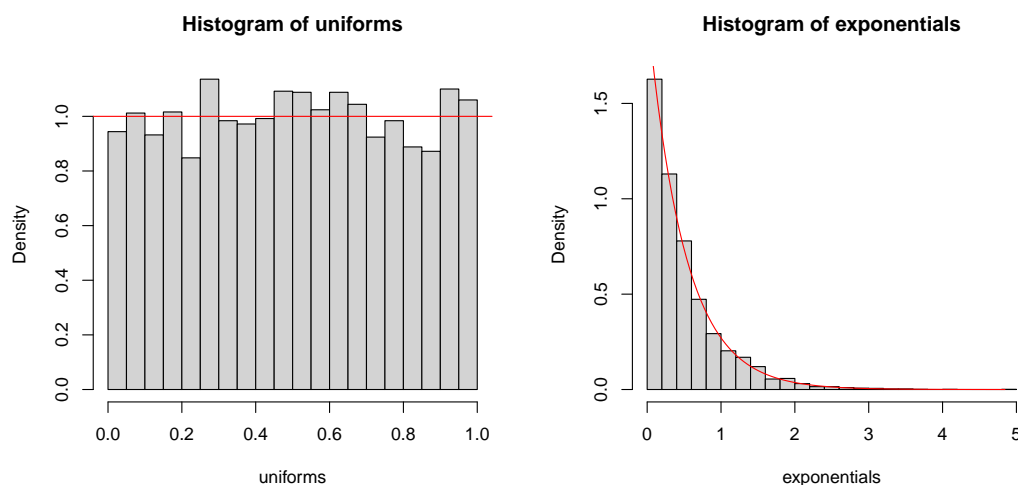 Histogram of uniforms
Density
0.0 0.2 0.4 0.6 0.8 1.0
0.0 0.2 0.4 0.6 0.8 1.0
uniforms
Histogram of exponentials
Density
0.0 0.5 1.0 1.5
0 1 2 3 4 5
exponentials